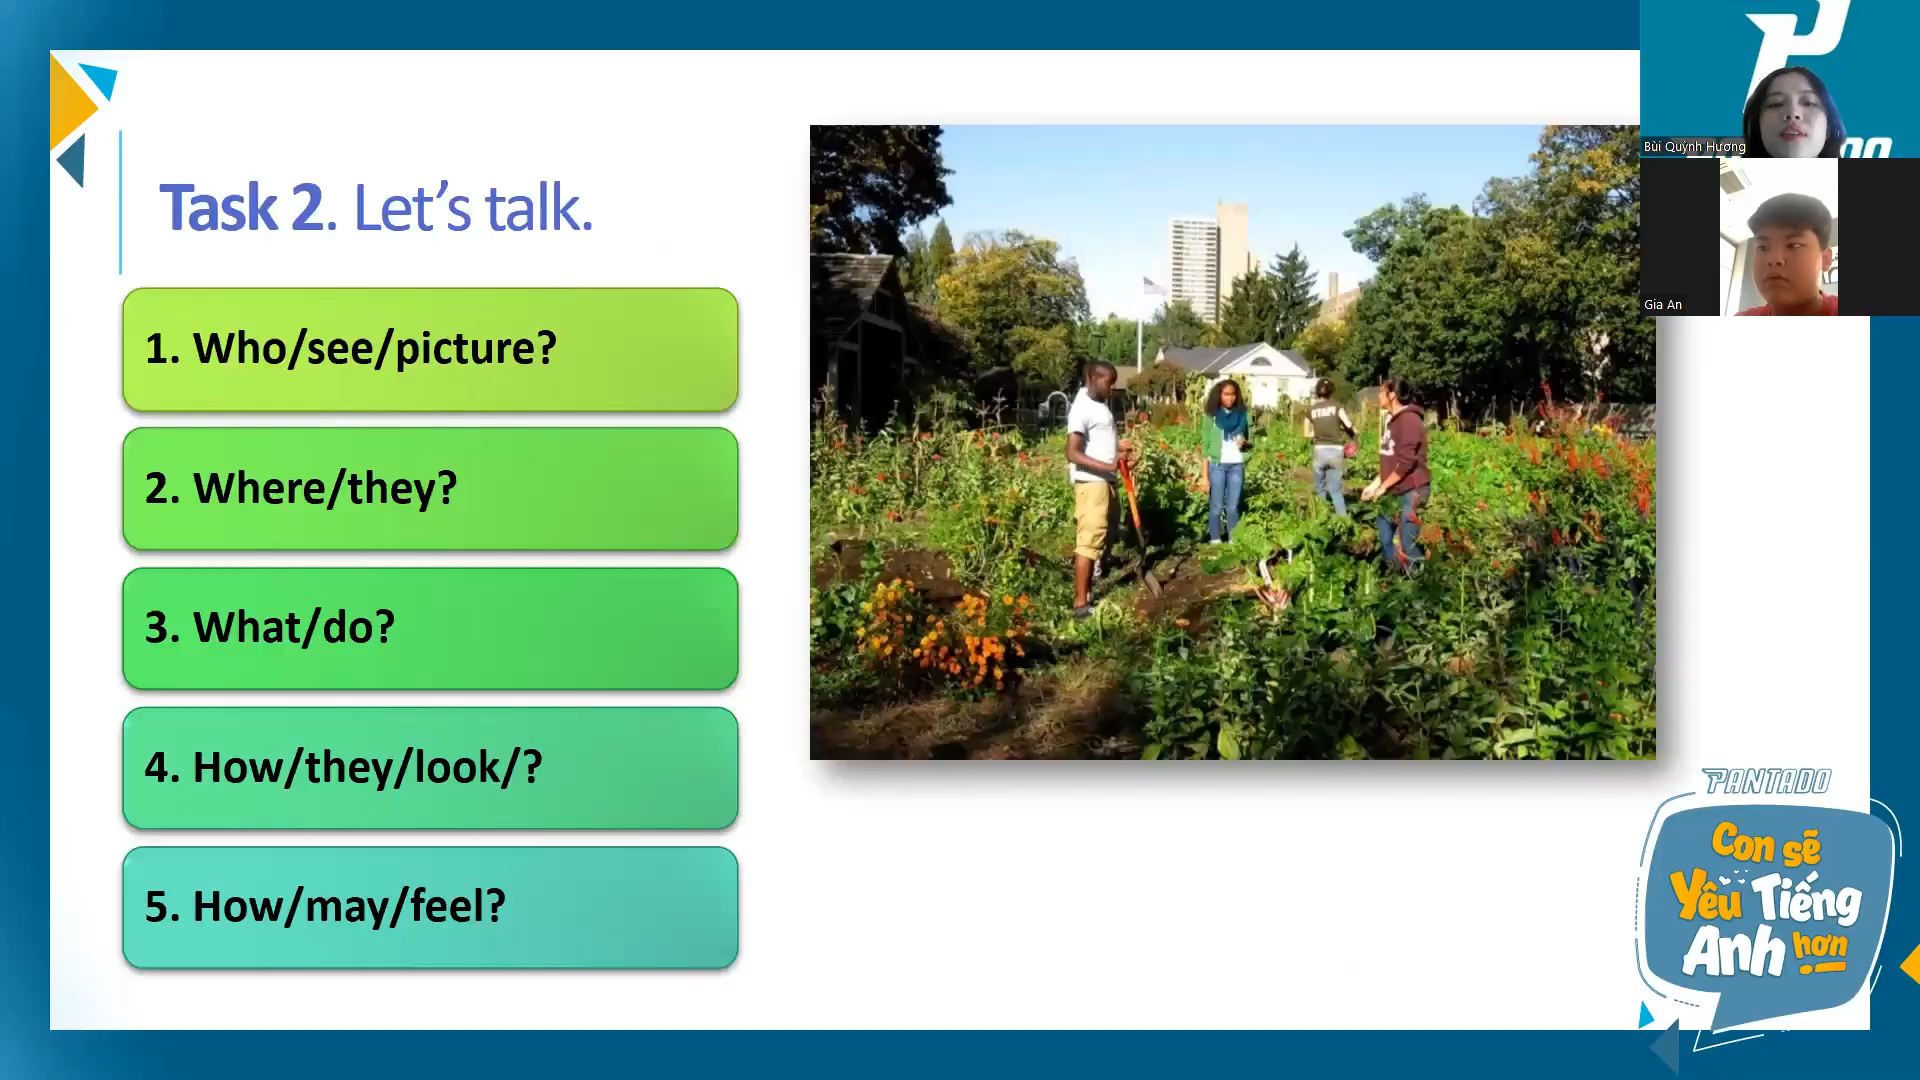 Task 2. Let's talk.
1. Who/see/picture?
2. Where/they?
3. What/do?
4. How/they/look/?
5. How/may/feel?
Bùi Quỳnh Hương
Gia An
PANTADO
Con sẽ
Yêu Tiếng
Anh hơn